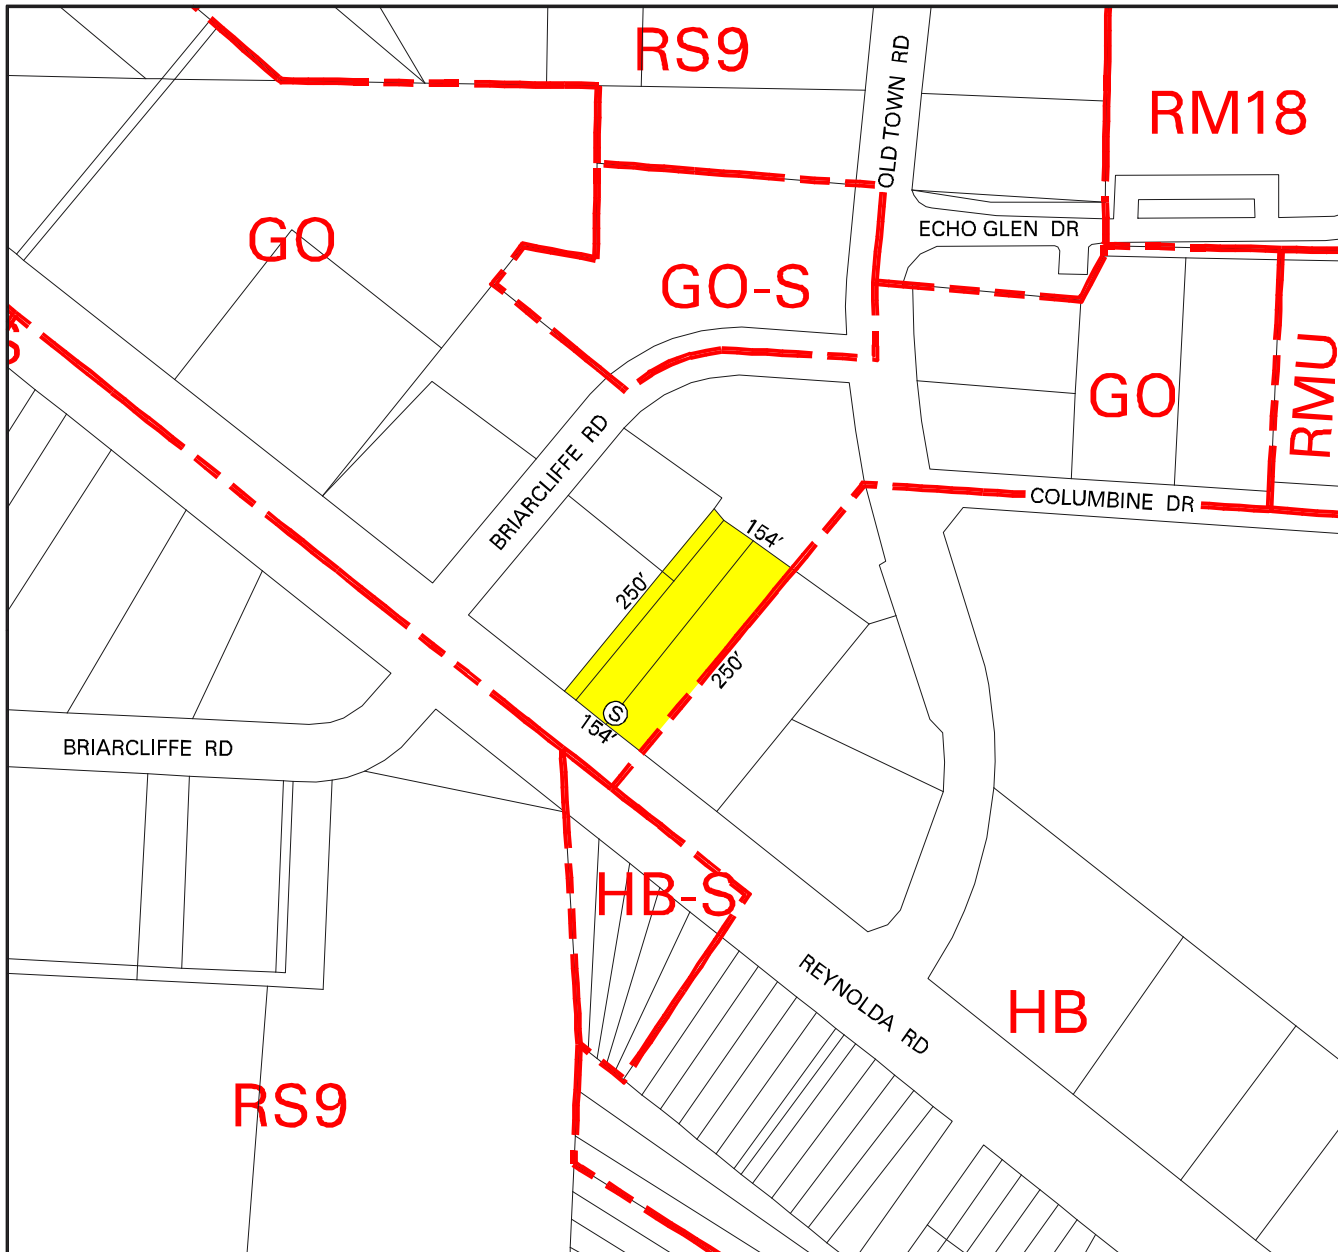 RS9
OLD TOWN RD
RM18
GO
ECHO GLEN DR
GO-S
S
RMU
GO
BRIARCLIFFE RD
COLUMBINE DR
154'
250'
250'
S
154'
BRIARCLIFFE RD
HB-S
REYNOLDA RD
HB
RS9